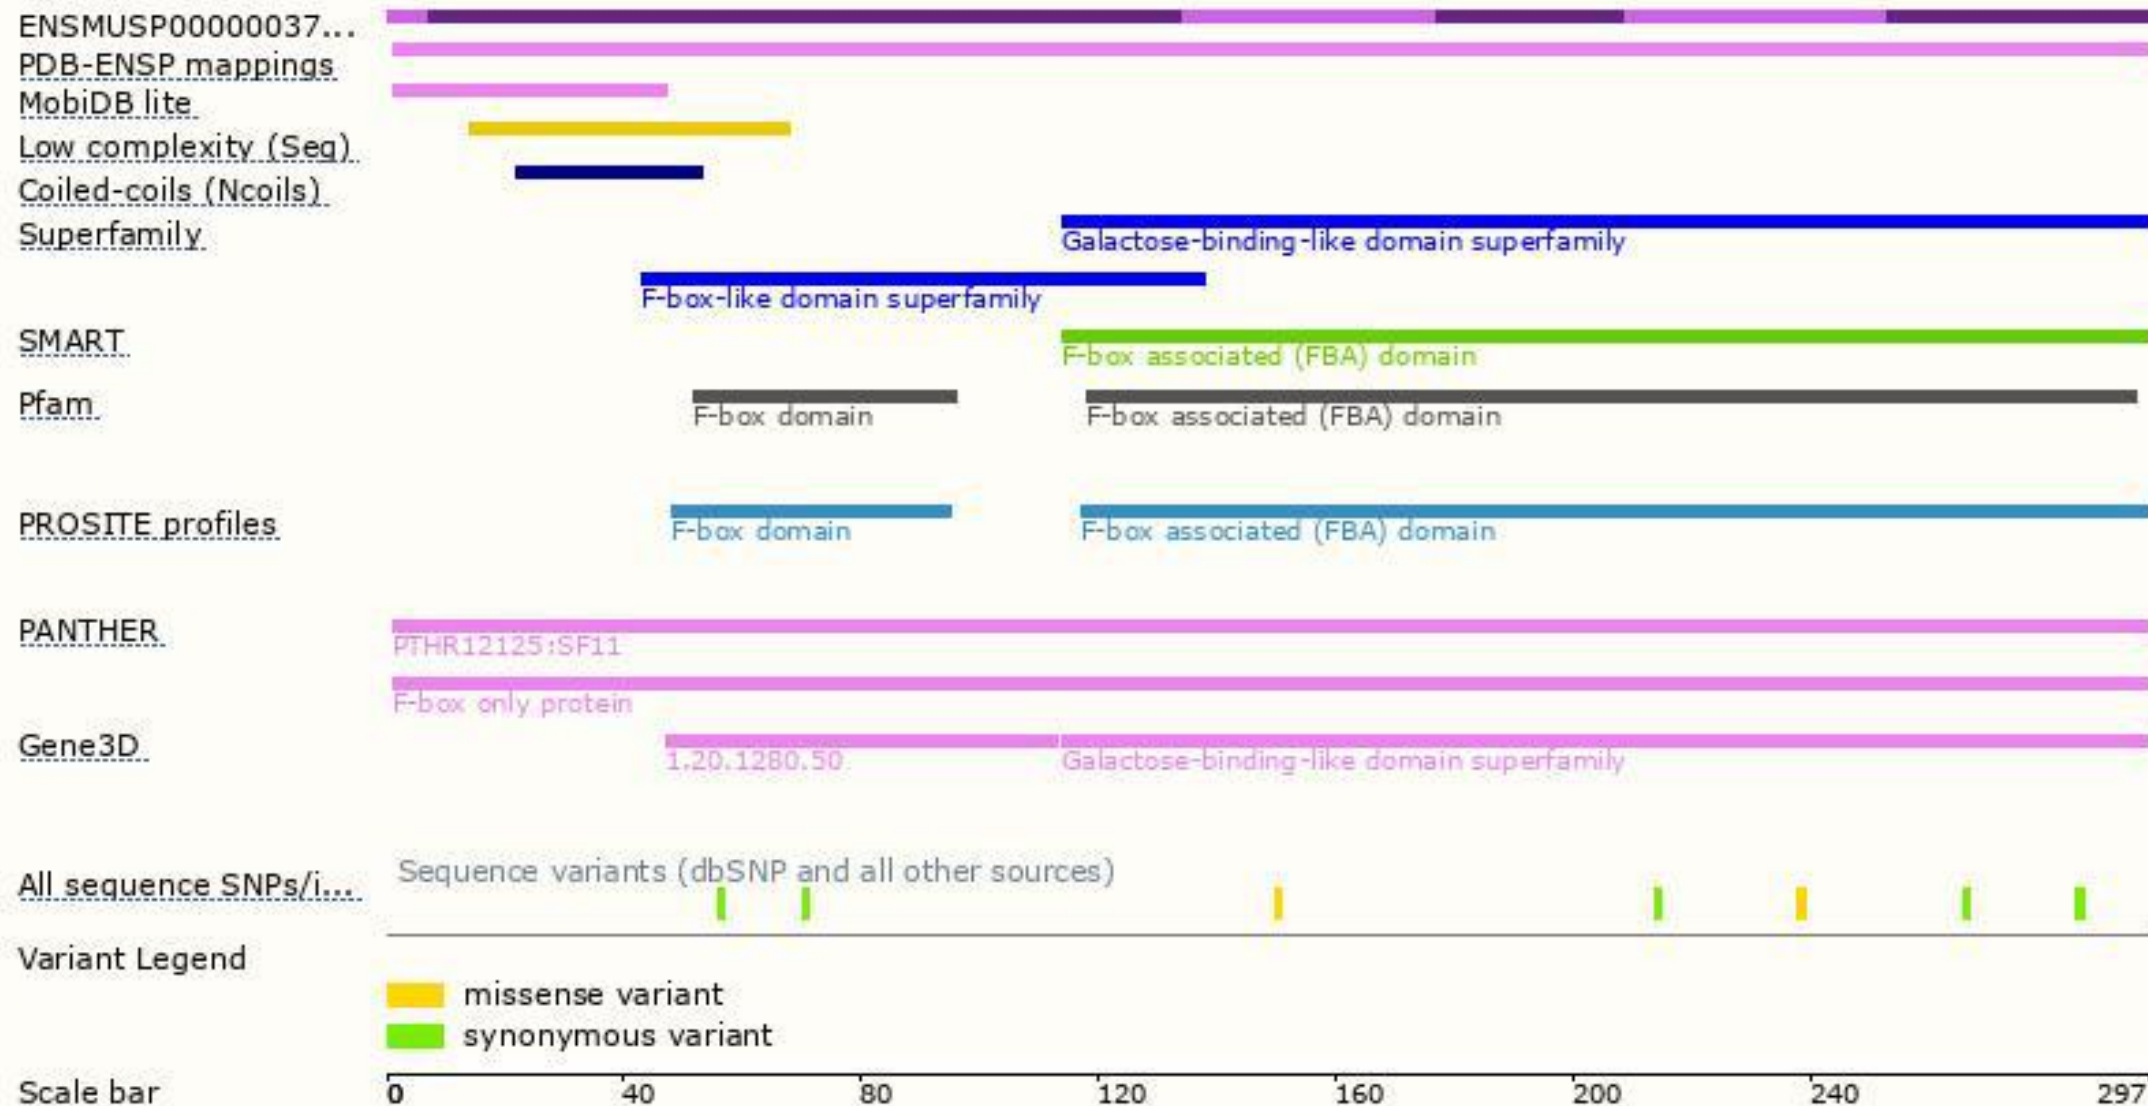 ENSMUSP00000037...
PDB-ENSP mappings
MobiDB lite
Low complexity (Seg)
Coiled-coils (Ncoils)
Superfamily
Galactose-binding-like domain superfamily
F-box-like domain superfamily
SMART
F-box associated (FBA) domain
Pfam
F-box domain F-box associated (FBA) domain
PROSITE profiles
F-box domain F-box associated (FBA) domain
PANTHER
PTHR12125:SF11
F-box only protein
Gene3D
1.20.1280.50 Galactose-binding-like domain superfamily
Sequence variants (dbSNP and all other sources)
All sequence SNPs/i...
Variant Legend
missense variant
synonymous variant
Scale bar 0 40 80 120 160 200 240 297